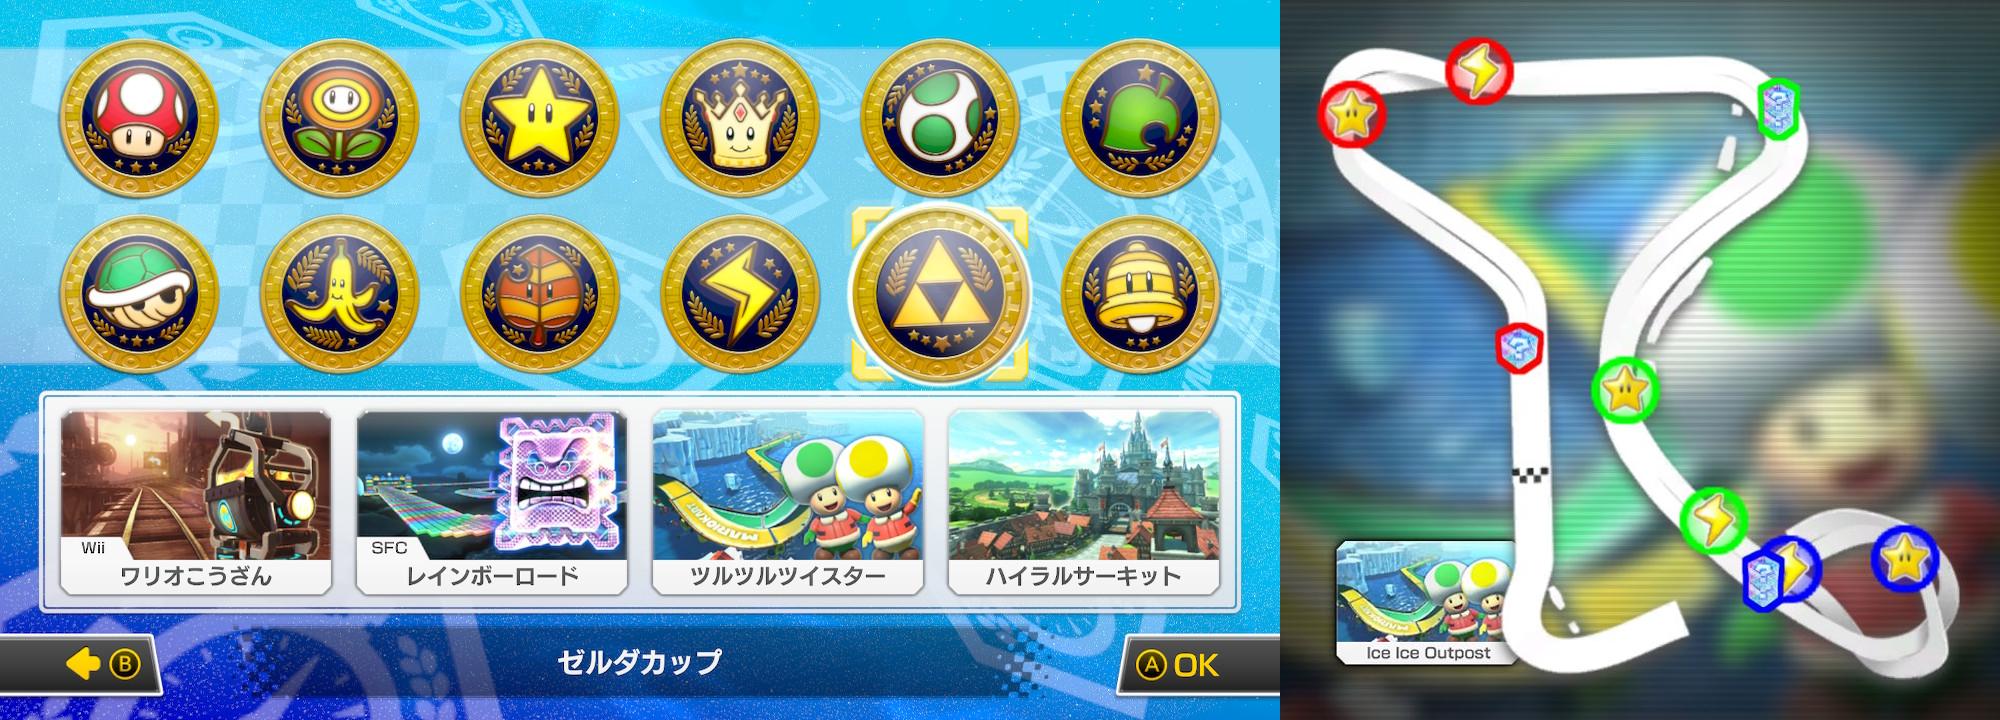 Wii
ワリオこうざん
SFC
レインボーロード
ツルツルツイスター
ハイラルサーキット
B
ゼルダカップ
A OK
Ice Ice Outpost